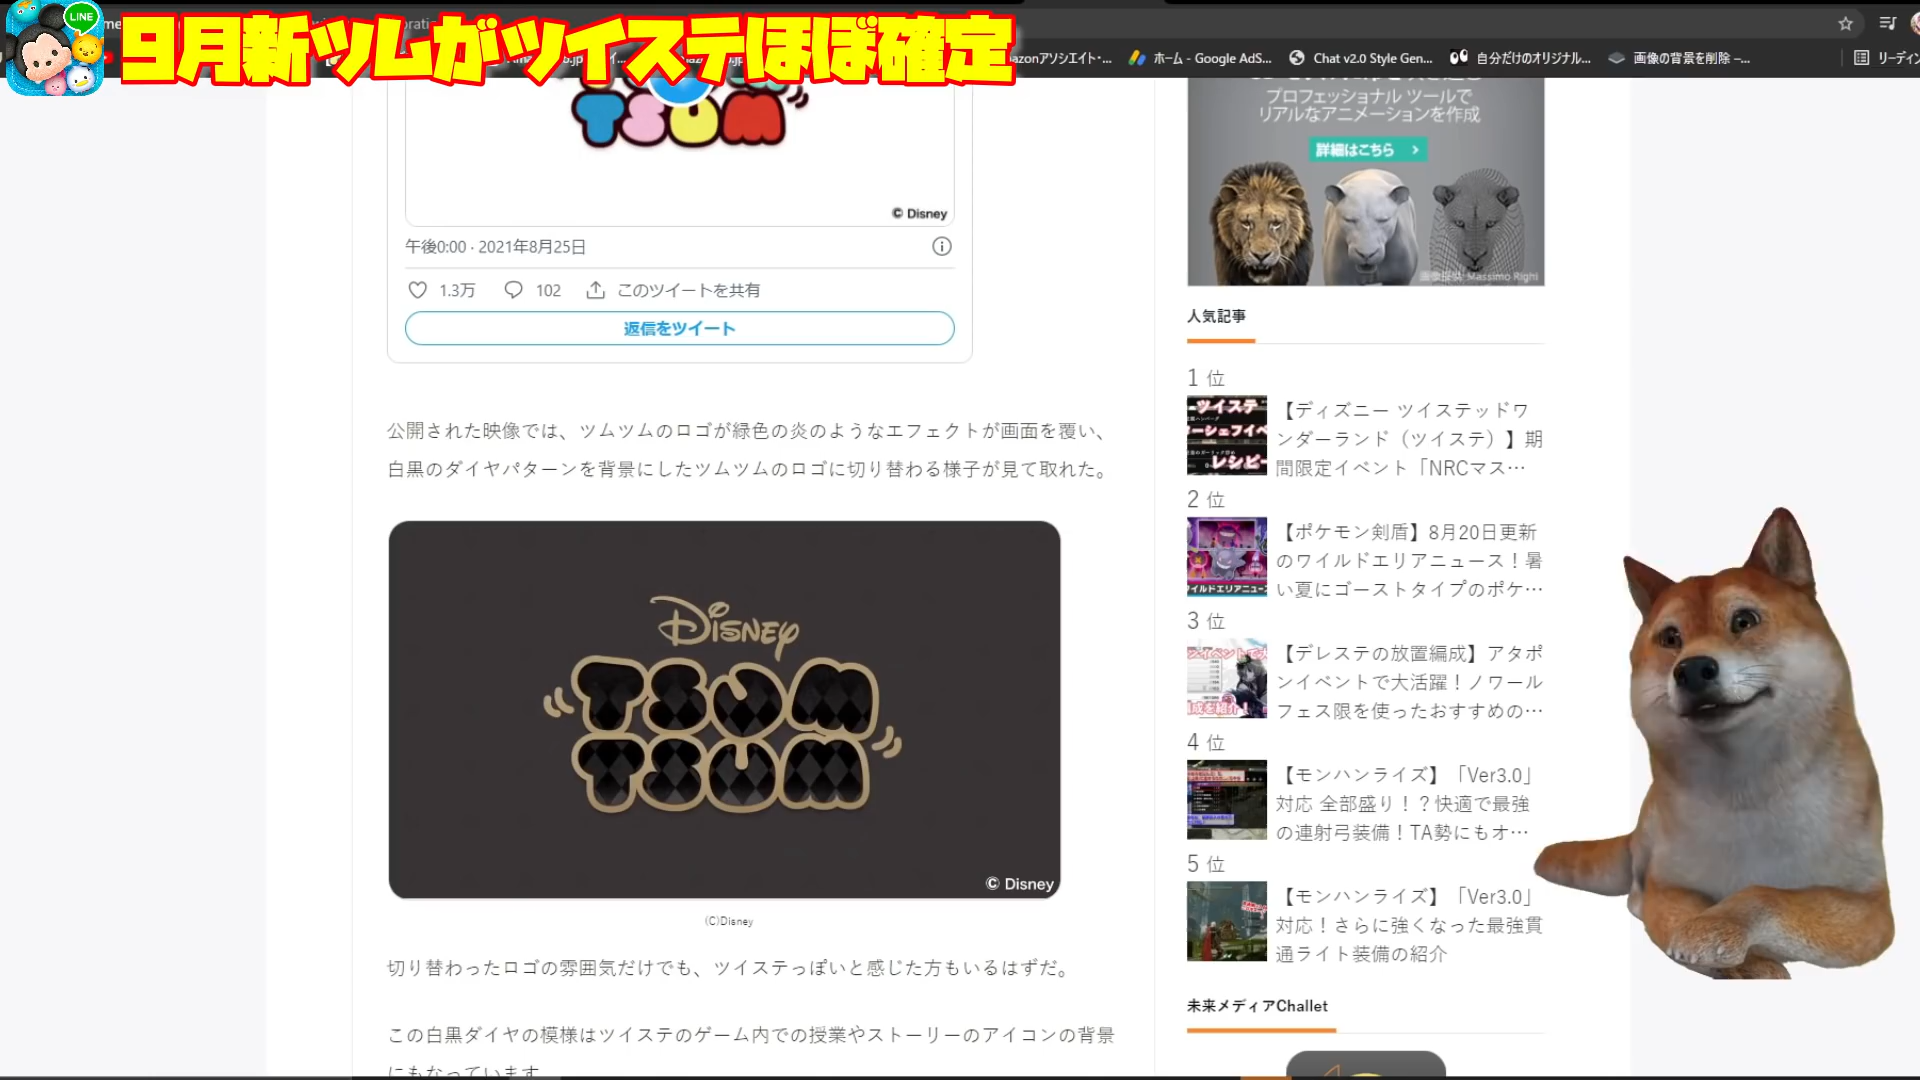 LINE
9月新ツムがツイステほぼ確定
ホーム - Google AdS...
Chat v2.0 Style Gen...
自分だけのオリジナル...
画像の背景を削除 –...
TSUM
© Disney
午後0:00 · 2021年8月25日
1.3万
102
このツイートを共有
返信をツイート
公開された映像では、ツムツムのロゴが緑色の炎のようなエフェクトが画面を覆い、
白黒のダイヤパターンを背景にしたツムツムのロゴに切り替わる様子が見て取れた。
Disney
TSUM
TSUM
© Disney
(C)Disney
切り替わったロゴの雰囲気だけでも、ツイステっぽいと感じた方もいるはずだ。
この白黒ダイヤの模様はツイステのゲーム内での授業やストーリーのアイコンの背景
にもなっています
プロフェッショナル ツールで
リアルなアニメーションを作成
詳細はこちら
画像提供: Massimo Righi
人気記事
1 位
【ディズニー ツイステッドワ
ンダーランド（ツイステ）】期
間限定イベント「NRCマス…
2 位
【ポケモン剣盾】8月20日更新
のワイルドエリアニュース！暑
い夏にゴーストタイプのポケ…
3 位
【デレステの放置編成】アタポ
ンイベントで大活躍！ノワール
フェス限を使ったおすすめの…
4 位
【モンハンライズ】「Ver3.0」
対応 全部盛り！？快適で最強
の連射弓装備！TA勢にもオ…
5 位
【モンハンライズ】「Ver3.0」
対応！さらに強くなった最強貫
通ライト装備の紹介
未来メディアChallet